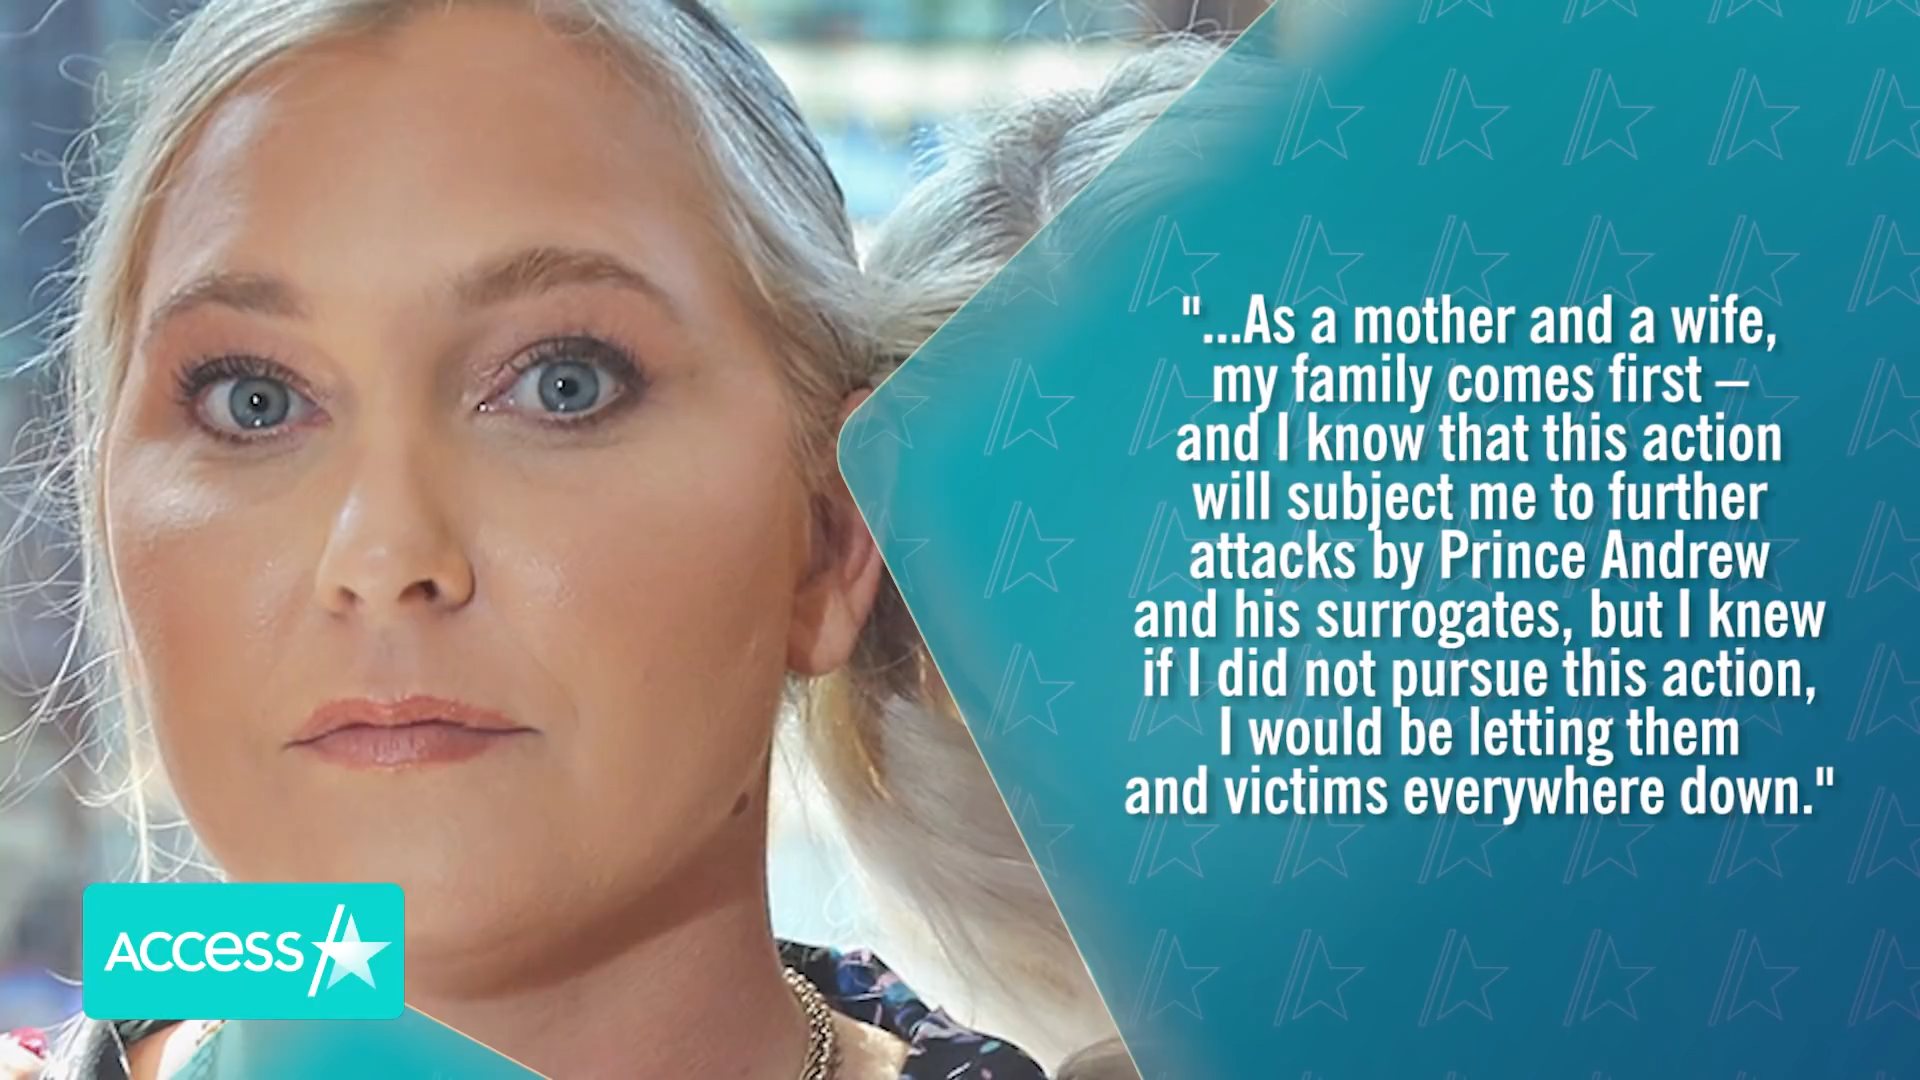 "...As a mother and a wife,
my family comes first –
and I know that this action
will subject me to further
attacks by Prince Andrew
and his surrogates, but I knew
if I did not pursue this action,
I would be letting them
and victims everywhere down."
ACCESS